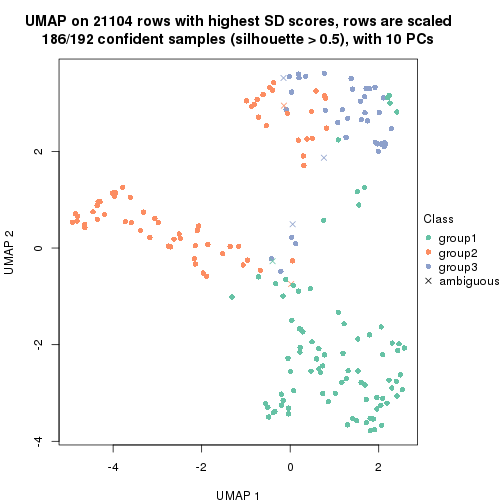 UMAP on 21104 rows with highest SD scores, rows are scaled
186/192 confident samples (silhouette > 0.5), with 10 PCs
2
0
-2
-4
UMAP 2
-4
-2
0
2
UMAP 1
Class
group1
group2
group3
ambiguous